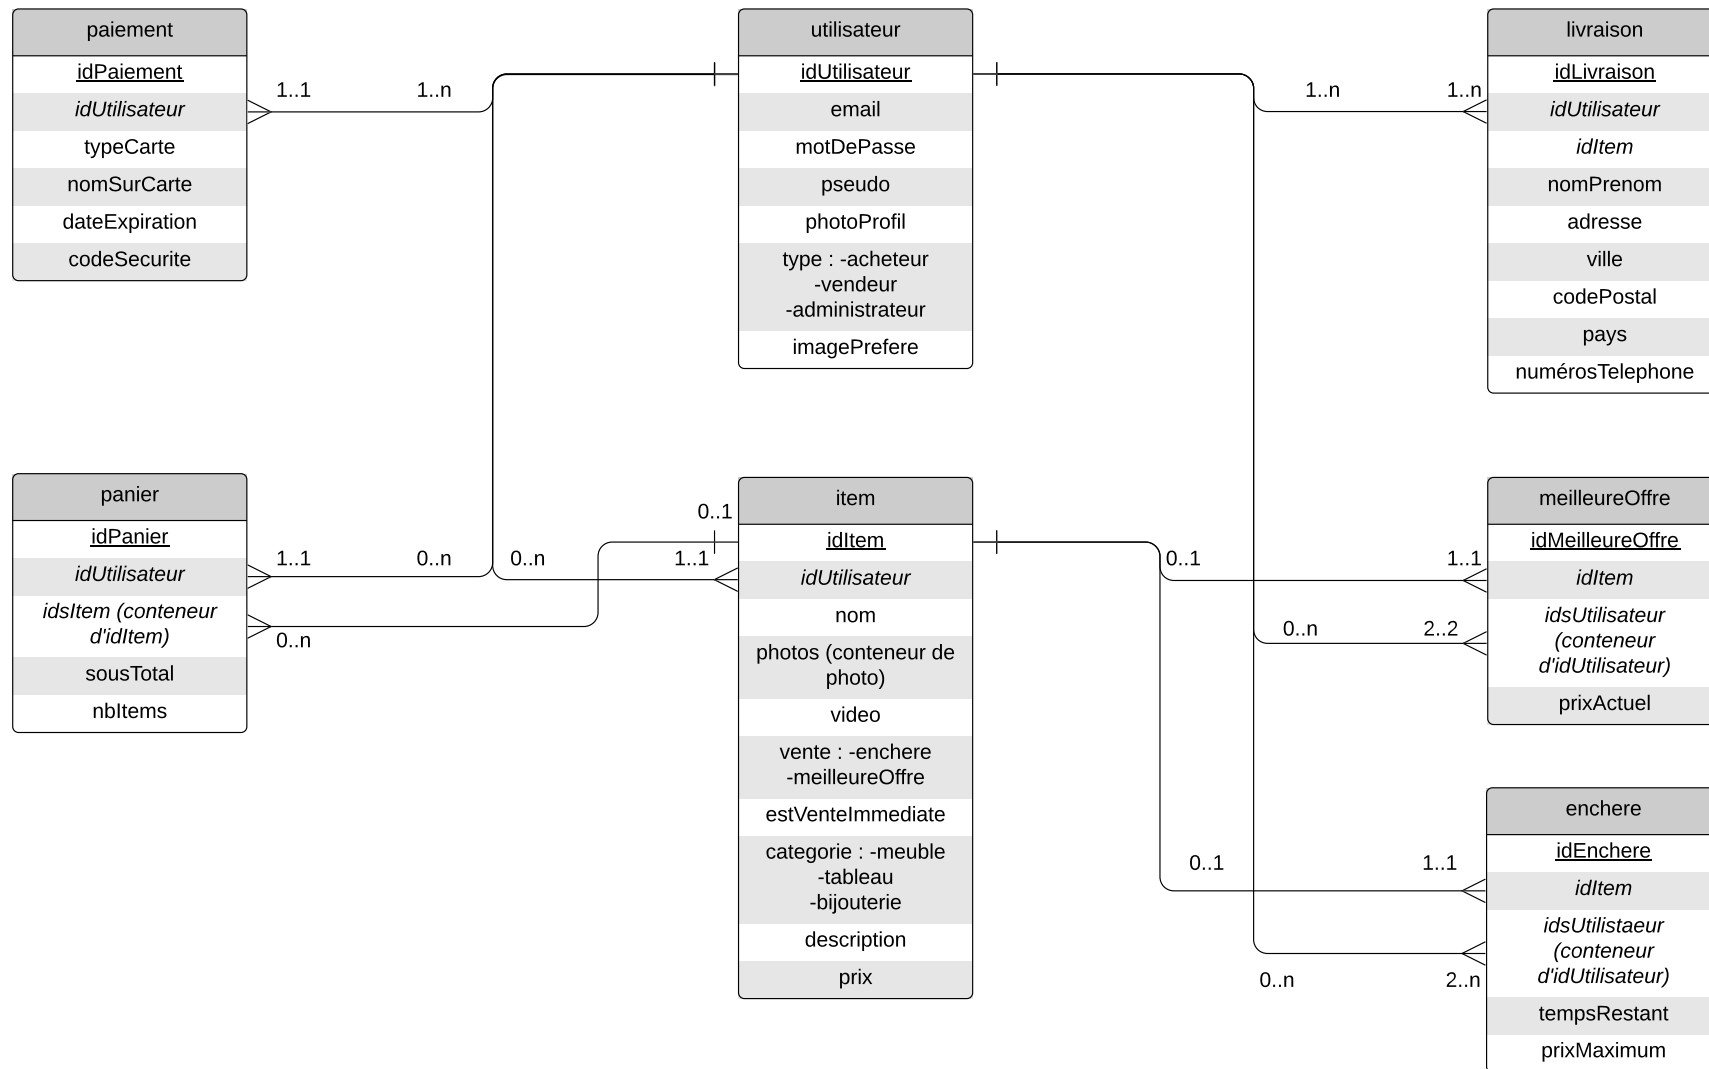 paiement
idPaiement
idUtilisateur
typeCarte
nomSurCarte
dateExpiration
codeSecurite
1..1
1..n
utilisateur
idUtilisateur
email
motDePasse
pseudo
photoProfil
type : -acheteur
-vendeur
-administrateur
imagePrefere
1..n
1..n
livraison
idLivraison
idUtilisateur
idItem
nomPrenom
adresse
ville
codePostal
pays
numérosTelephone
panier
idPanier
idUtilisateur
idsItem (conteneur
d'idItem)
sousTotal
nbItems
1..1
0..n
0..n
0..n
1..1
0..1
item
idItem
idUtilisateur
nom
photos (conteneur de
photo)
video
vente : -enchere
-meilleureOffre
estVenteImmediate
categorie : -meuble
-tableau
-bijouterie
description
prix
0..1
1..1
0..n
2..2
meilleureOffre
idMeilleureOffre
idItem
idsUtilisateur
(conteneur
d'idUtilisateur)
prixActuel
0..1
1..1
0..n
2..n
enchere
idEnchere
idItem
idsUtilistaeur
(conteneur
d'idUtilisateur)
tempsRestant
prixMaximum